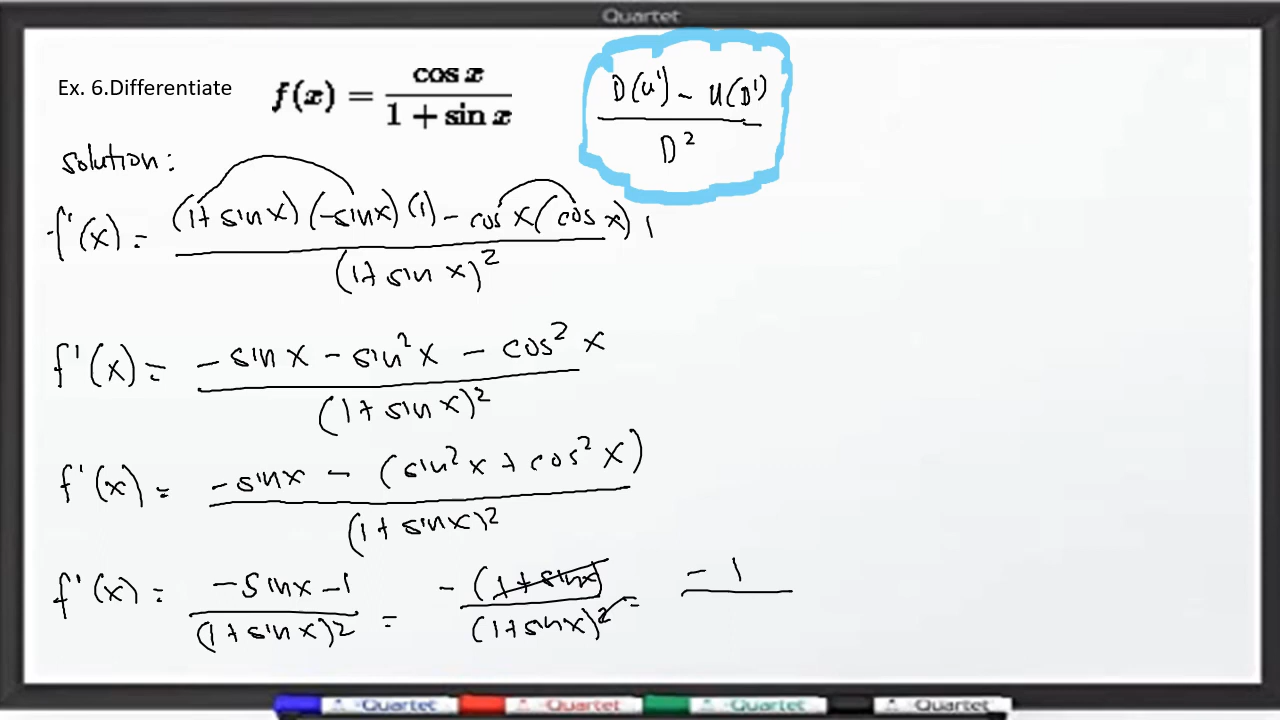 Quartet
Ex. 6.Differentiate f(x) = cos x / 1 + sin x
D(u') - u(D') / D²
solution:
f'(x) = (1+ sin x)(-sin x)(1) - cos x(cos x) 1 / (1+ sin x)²
f'(x) = - sin x - sin² x - cos² x / (1+ sin x)²
f'(x) = - sin x - (sin² x + cos² x) / (1 + sin x)²
f'(x) = - sin x - 1 / (1 + sin x)² = - (1 + sin x) / (1 + sin x)² = - 1
Quartet Quartet Quartet Quartet